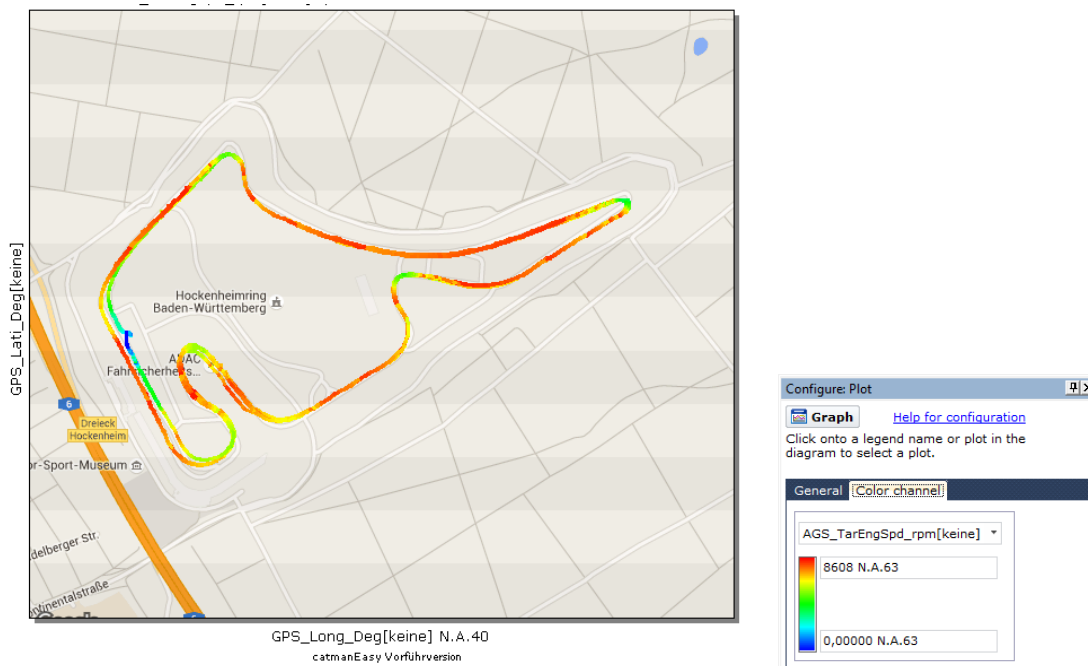 GPS_Lati_Deg[keine]
Hockenheimring
Baden-Württemberg
ADAC
6
Dreieck
Hockenheim
or-Sport-Museum
delberger Str.
ontinentalstraße
6
GPS_Long_Deg[keine] N.A.40
catmanEasy Vorführversion
Configure: Plot
Graph
Help for configuration
Click onto a legend name or plot in the
diagram to select a plot.
General
Color channel
AGS_TarEngSpd_rpm[keine]
8608 N.A.63
0,00000 N.A.63